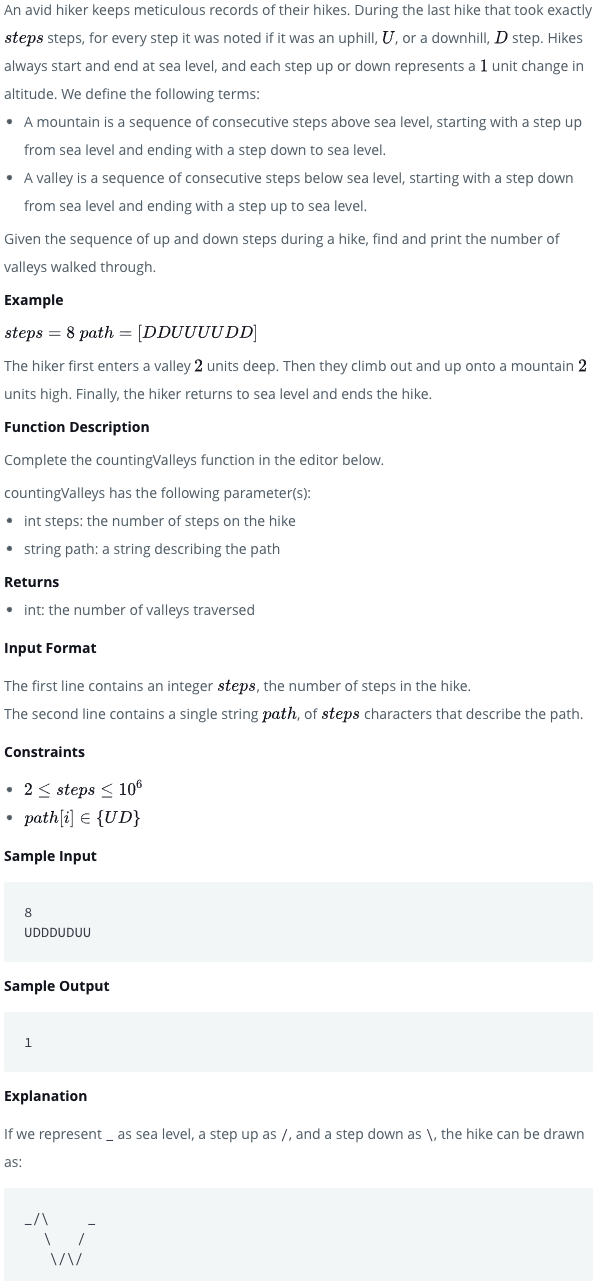 An avid hiker keeps meticulous records of their hikes. During the last hike that took exactly
steps steps, for every step it was noted if it was an uphill, U, or a downhill, D step. Hikes
always start and end at sea level, and each step up or down represents a 1 unit change in
altitude. We define the following terms:
• A mountain is a sequence of consecutive steps above sea level, starting with a step up
from sea level and ending with a step down to sea level.
• A valley is a sequence of consecutive steps below sea level, starting with a step down
from sea level and ending with a step up to sea level.
Given the sequence of up and down steps during a hike, find and print the number of
valleys walked through.
Example
steps = 8 path = [DDUUUUDD]
The hiker first enters a valley 2 units deep. Then they climb out and up onto a mountain 2
units high. Finally, the hiker returns to sea level and ends the hike.
Function Description
Complete the countingValleys function in the editor below.
countingValleys has the following parameter(s):
• int steps: the number of steps on the hike
• string path: a string describing the path
Returns
• int: the number of valleys traversed
Input Format
The first line contains an integer steps, the number of steps in the hike.
The second line contains a single string path, of steps characters that describe the path.
Constraints
• 2 ≤ steps ≤ 10⁶
• path[i] ∈ {UD}
Sample Input
8
UDDDUDUU
Sample Output
1
Explanation
If we represent _ as sea level, a step up as /, and a step down as \, the hike can be drawn
as:
_/\      _
   \    /
    \/\/